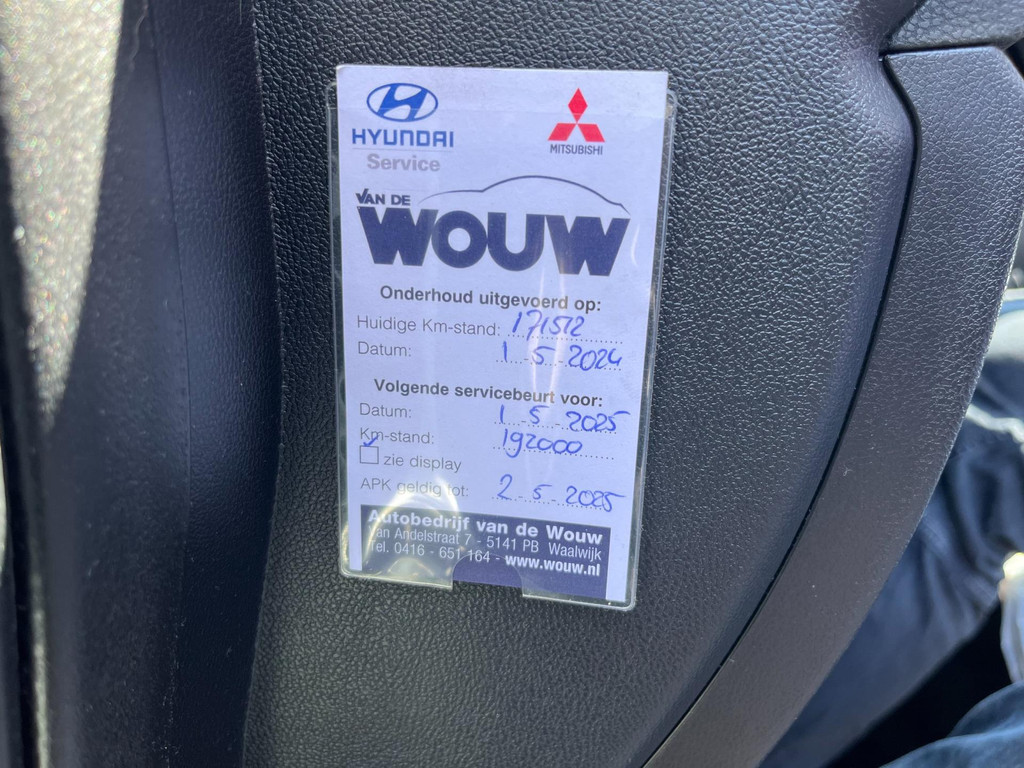 HYUNDAI
Service
MITSUBISHI
VAN DE
WOUW
Onderhoud uitgevoerd op:
Huidige Km-stand: 171512
Datum: 1-5-2024
Volgende servicebeurt voor:
Datum: 1-5-2025
Km-stand: 192000
zie display
APK geldig tot: 2-5-2025
Autobedrijf van de Wouw
Van Andelstraat 7 - 5141 PB Waalwijk
Tel. 0416 - 651 164 - www.wouw.nl